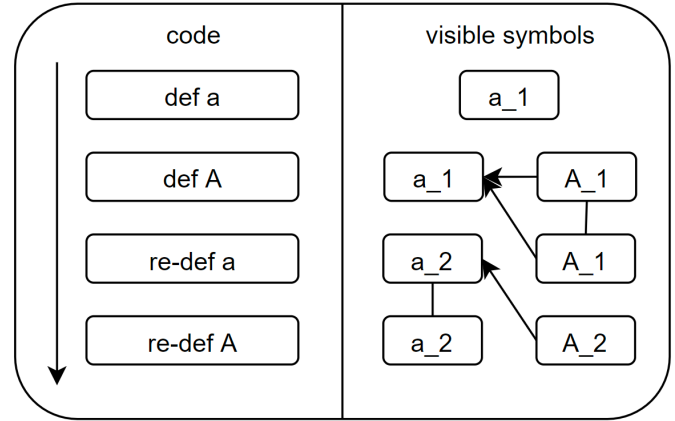 code
visible symbols
def a
a_1
def A
a_1
A_1
re-def a
a_2
A_1
re-def A
a_2
A_2